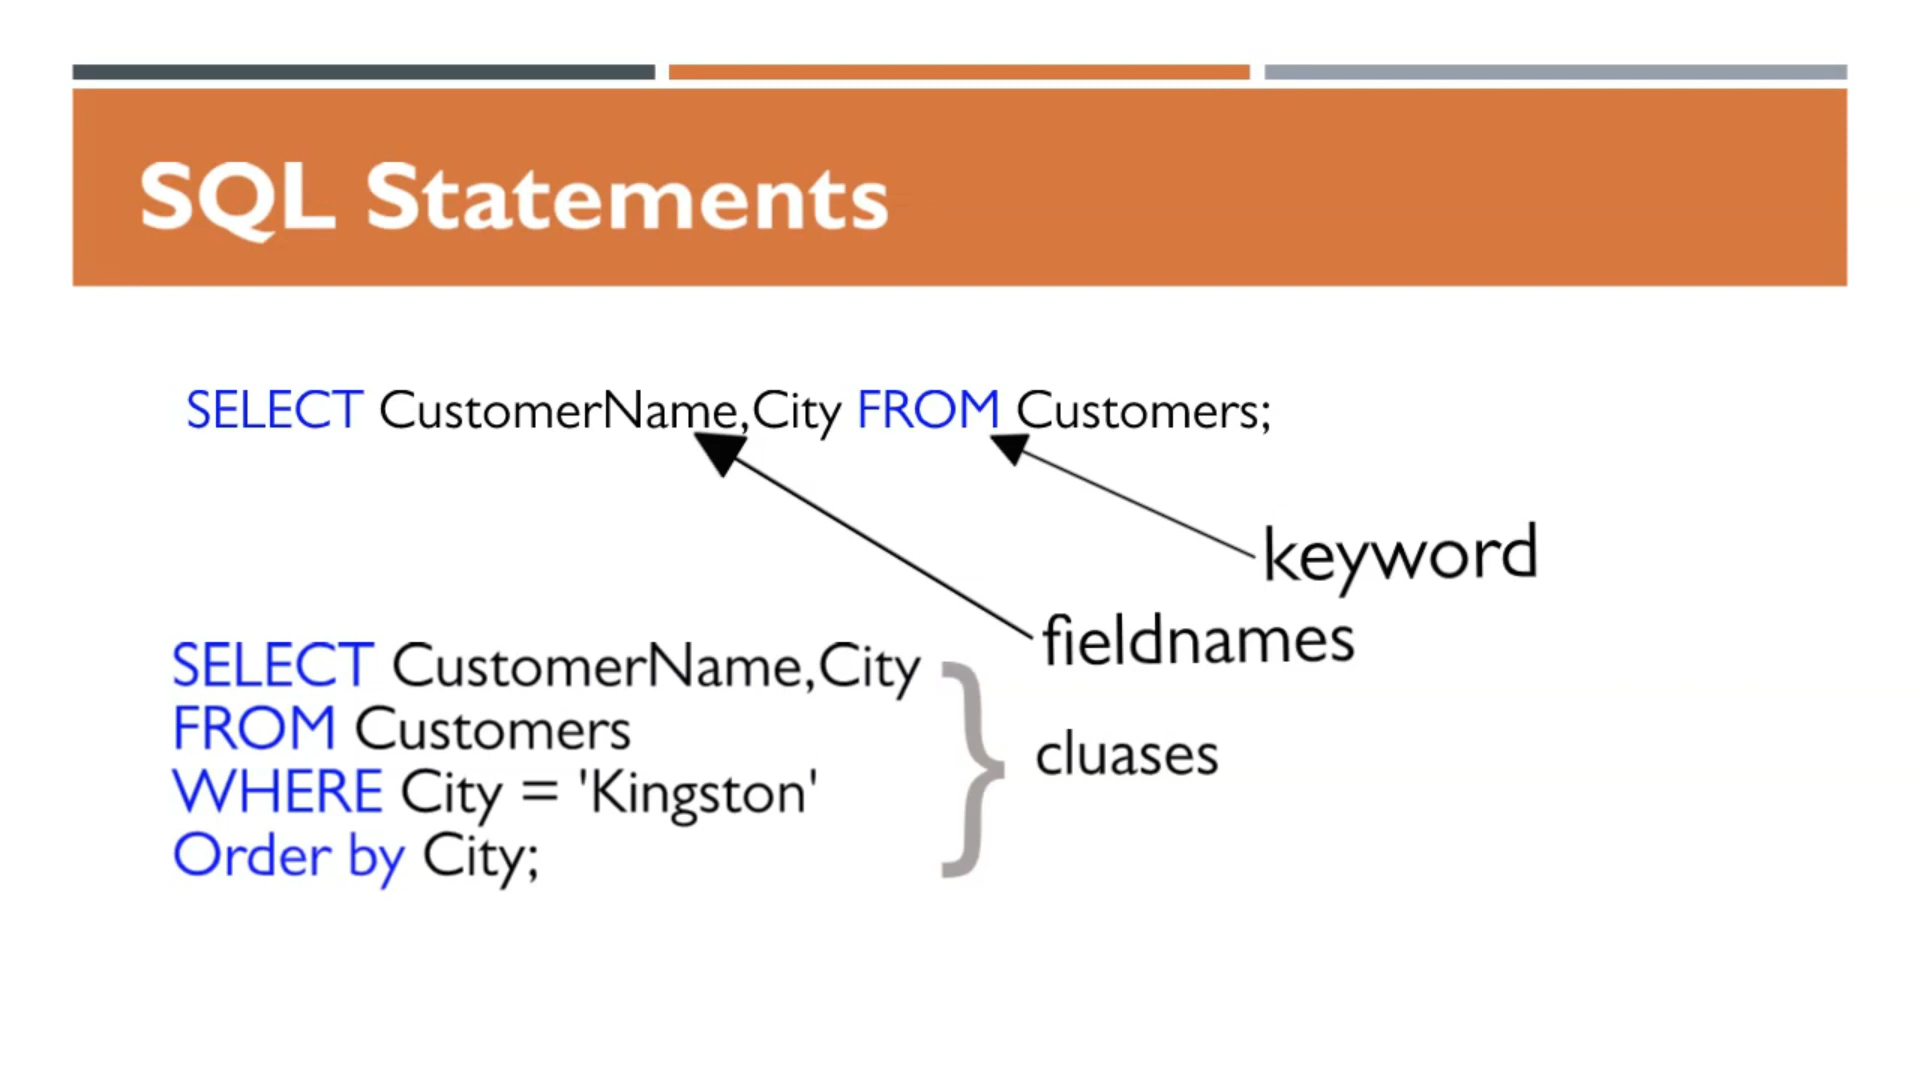 SQL Statements
SELECT CustomerName,City FROM Customers;
keyword
fieldnames
SELECT CustomerName,City
FROM Customers
WHERE City = 'Kingston'
Order by City;
cluases